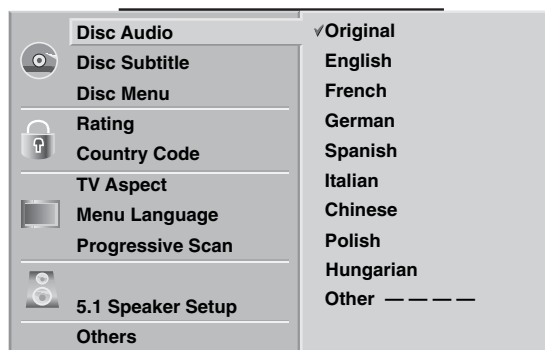 Disc Audio
Disc Subtitle
Disc Menu
Rating
Country Code
TV Aspect
Menu Language
Progressive Scan
5.1 Speaker Setup
Others
✓Original
English
French
German
Spanish
Italian
Chinese
Polish
Hungarian
Other — — — —